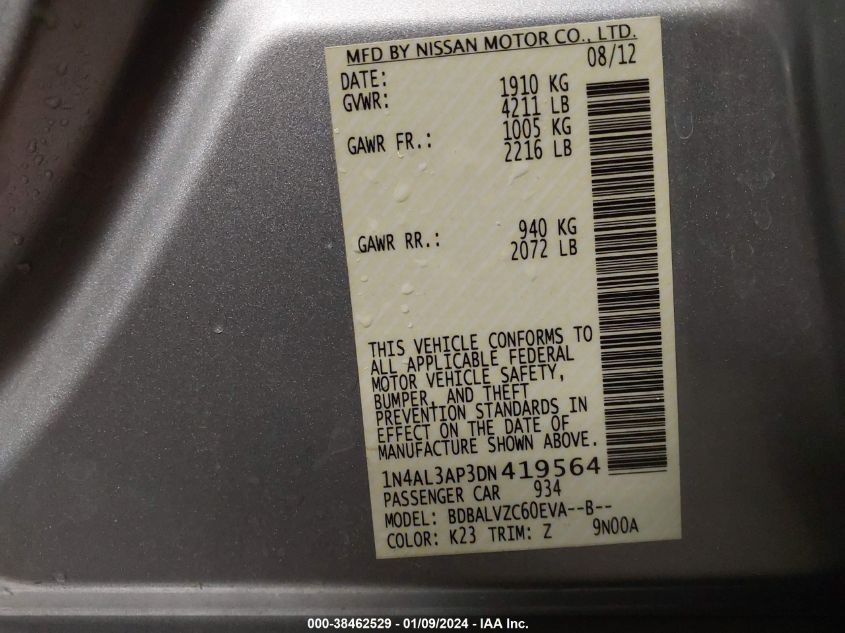 MFD BY NISSAN MOTOR CO., LTD.
DATE: 08/12
GVWR: 1910 KG
4211 LB
GAWR FR.: 1005 KG
2216 LB
GAWR RR.: 940 KG
2072 LB
THIS VEHICLE CONFORMS TO
ALL APPLICABLE FEDERAL
MOTOR VEHICLE SAFETY,
BUMPER, AND THEFT
PREVENTION STANDARDS IN
EFFECT ON THE DATE OF
MANUFACTURE SHOWN ABOVE.
1N4AL3AP3DN419564
PASSENGER CAR 934
MODEL: BDBALVZC60EVA--B--
COLOR: K23 TRIM: Z 9N00A
000-38462529 - 01/09/2024 - IAA Inc.